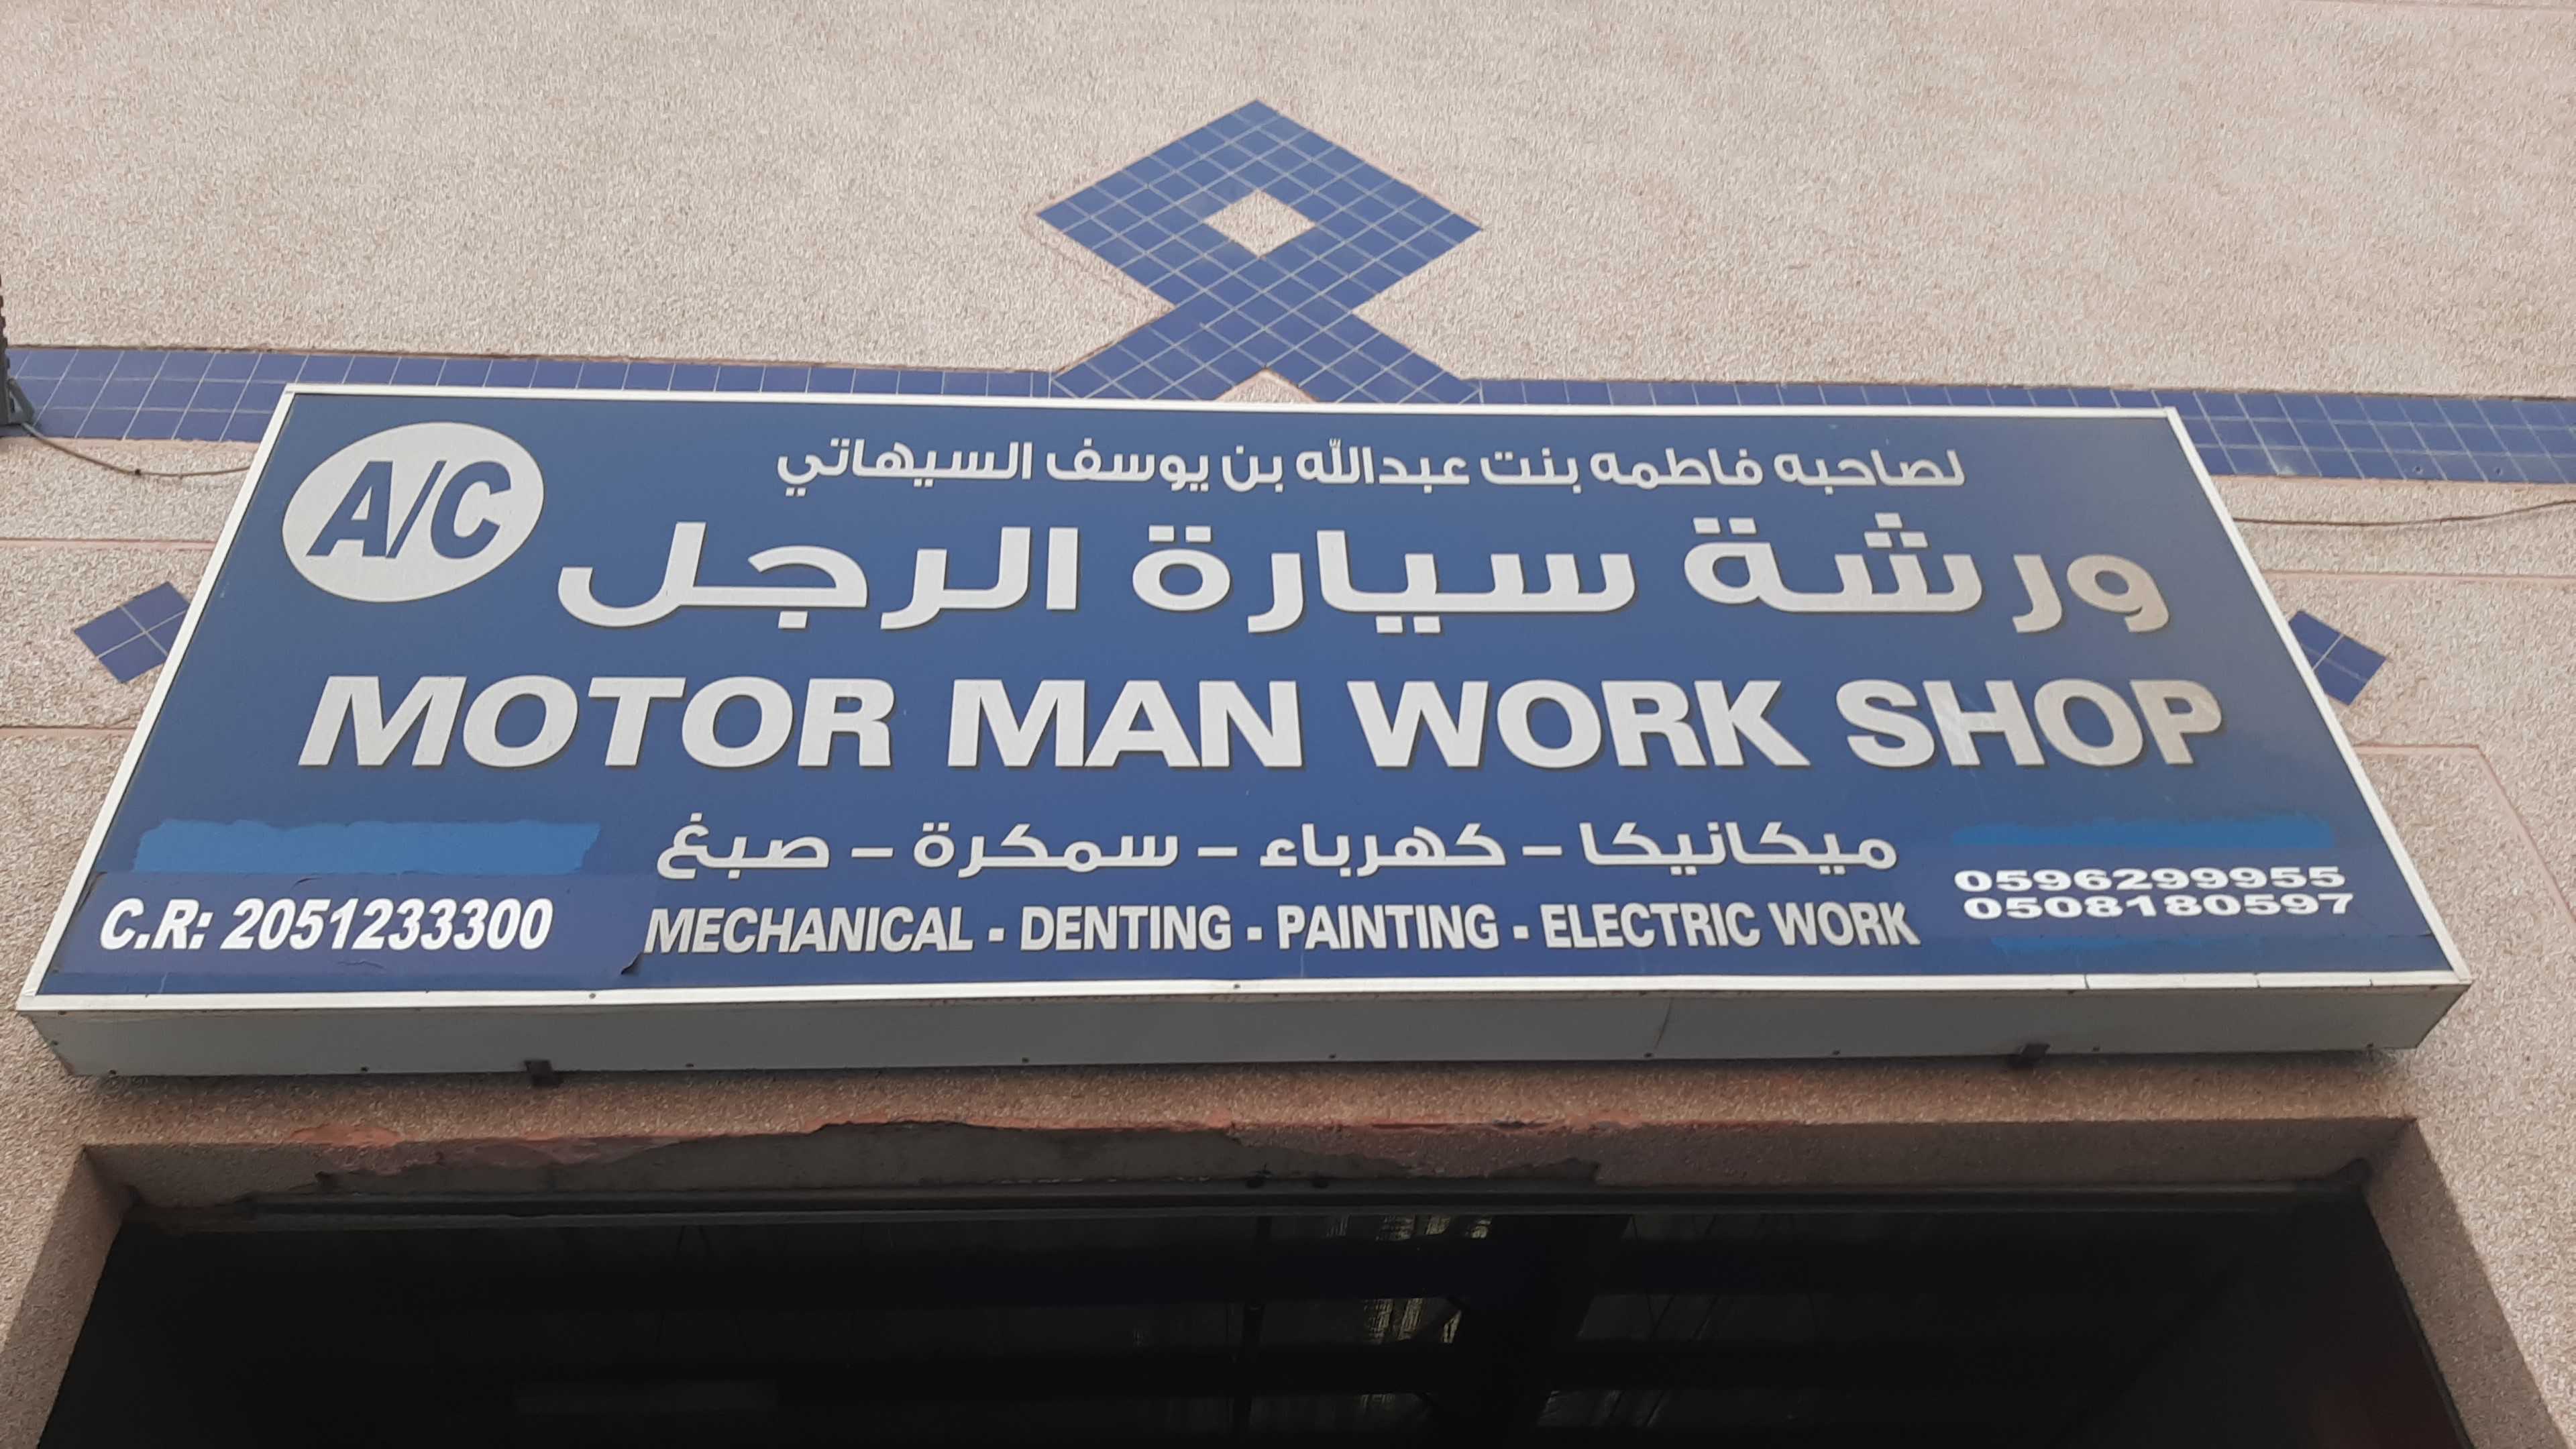 لصاحبه فاطمه بنت عبدالله بن يوسف السيهاتي
A/C
ورشة سيارة الرجل
MOTOR MAN WORK SHOP
ميكانيكا - كهرباء - سمكرة - صبغ
MECHANICAL - DENTING - PAINTING - ELECTRIC WORK
C.R: 2051233300
0596299955
0508180597